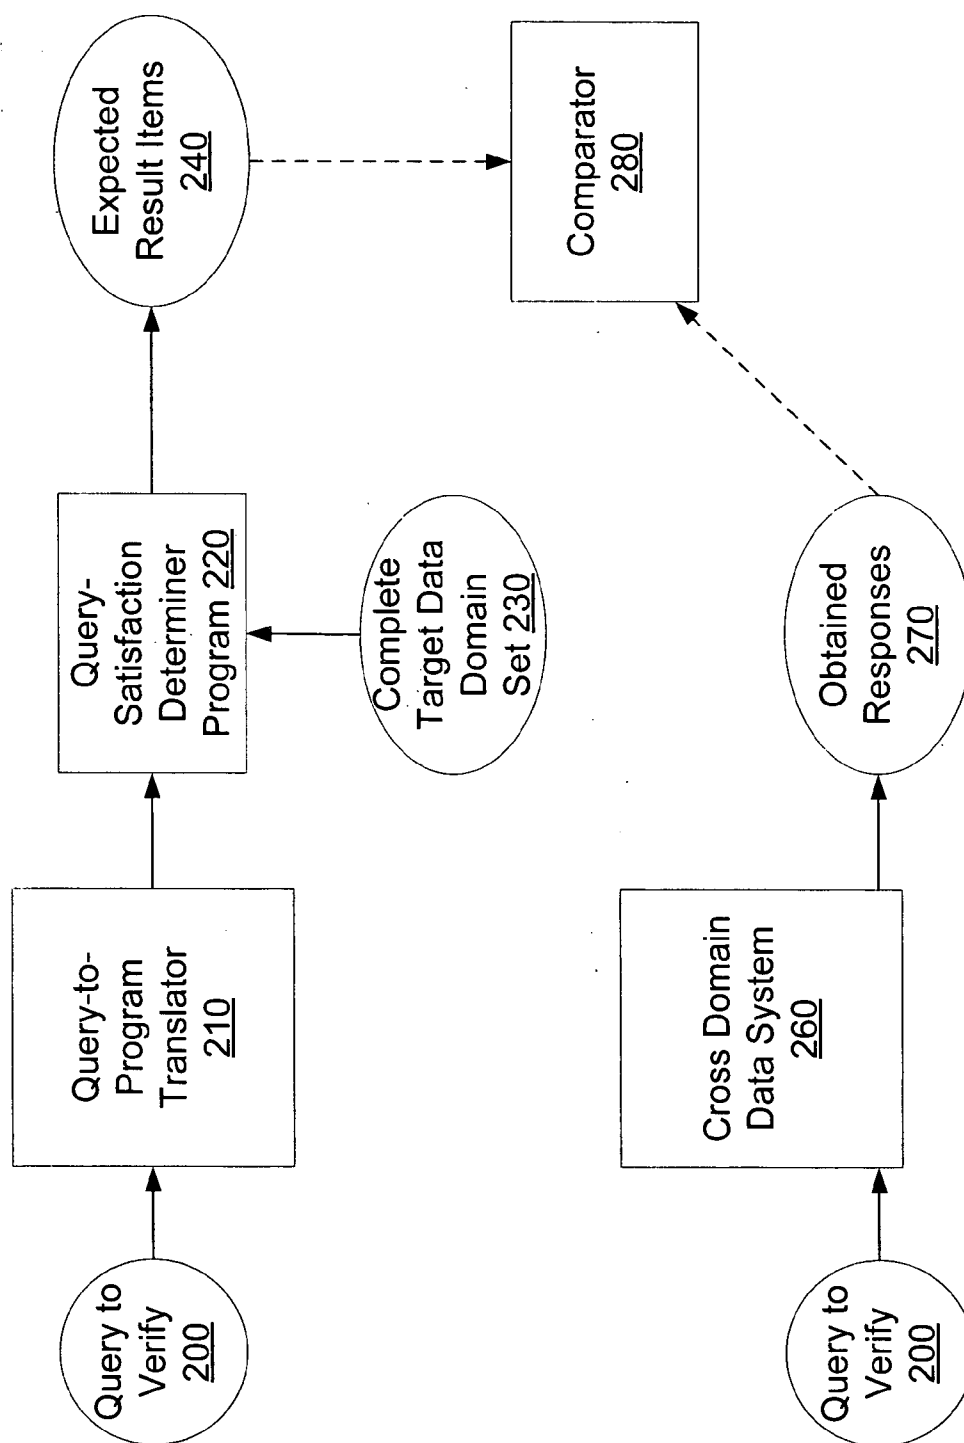 Query to
Verify
200
Query-to-
Program
Translator
210
Query-
Satisfaction
Determiner
Program 220
Complete
Target Data
Domain
Set 230
Expected
Result Items
240
Query to
Verify
200
Cross Domain
Data System
260
Obtained
Responses
270
Comparator
280